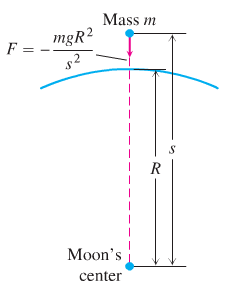 Mass m
F = −mgR²/s²
s
R
Moon's
center